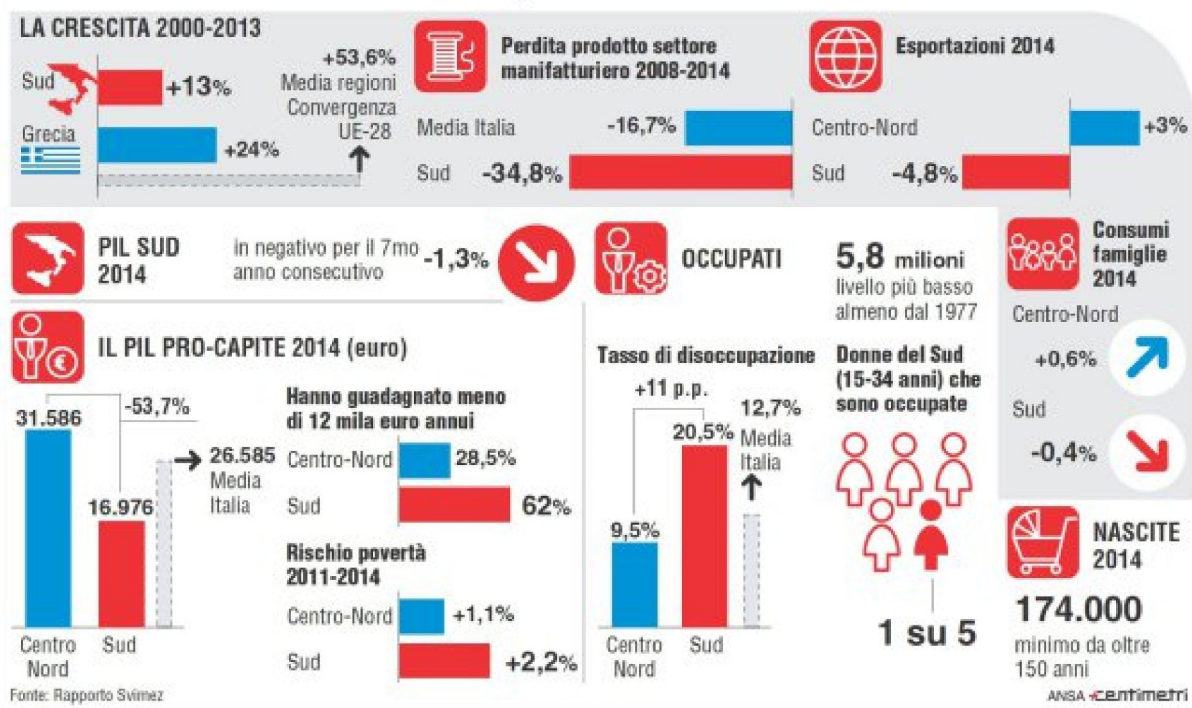 LA CRESCITA 2000-2013
Sud
+13%
Grecia
+24%
+53,6%
Media regioni
Convergenza
UE-28
Perdita prodotto settore
manifatturiero 2008-2014
Media Italia
-16,7%
Sud
-34,8%
Esportazioni 2014
Centro-Nord
+3%
Sud
-4,8%
PIL SUD
2014
in negativo per il 7mo
anno consecutivo
-1,3%
OCCUPATI
5,8 milioni
livello più basso
almeno dal 1977
Consumi
famiglie
2014
Centro-Nord
+0,6%
Sud
-0,4%
IL PIL PRO-CAPITE 2014 (euro)
31.586
-53,7%
16.976
26.585
Media
Italia
Centro
Nord
Sud
Hanno guadagnato meno
di 12 mila euro annui
Centro-Nord
28,5%
Sud
62%
Rischio povertà
2011-2014
Centro-Nord
+1,1%
Sud
+2,2%
Tasso di disoccupazione
+11 p.p.
20,5%
12,7%
Media
Italia
9,5%
Centro
Nord
Sud
Donne del Sud
(15-34 anni) che
sono occupate
1 su 5
NASCITE
2014
174.000
minimo da oltre
150 anni
Fonte: Rapporto Svimez
ANSA centimetri